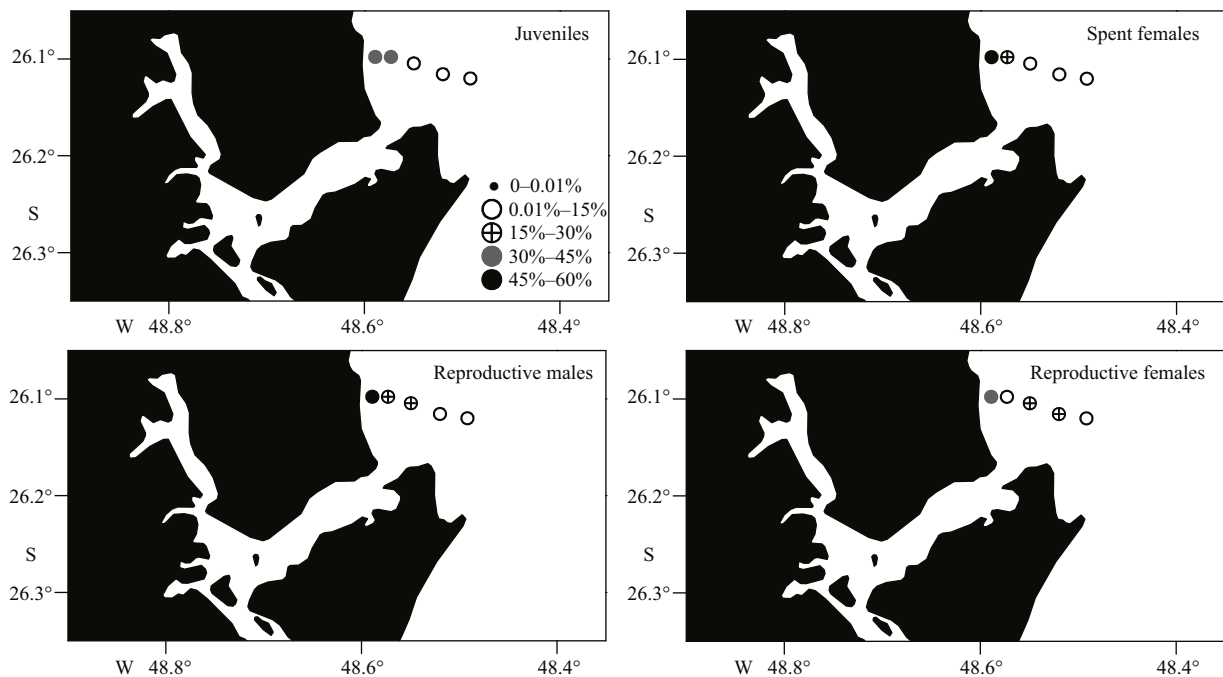 Juveniles
26.1°
26.2°
S
26.3°
0–0.01%
0.01%–15%
15%–30%
30%–45%
45%–60%
W 48.8° 48.6° 48.4°
Spent females
26.1°
26.2°
S
26.3°
W 48.8° 48.6° 48.4°
Reproductive males
26.1°
26.2°
S
26.3°
W 48.8° 48.6° 48.4°
Reproductive females
26.1°
26.2°
S
26.3°
W 48.8° 48.6° 48.4°